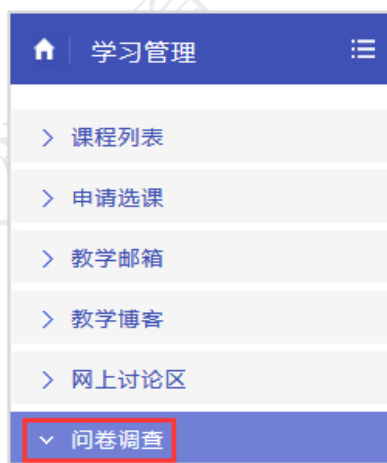 学习管理
课程列表
申请选课
教学邮箱
教学博客
网上讨论区
问卷调查